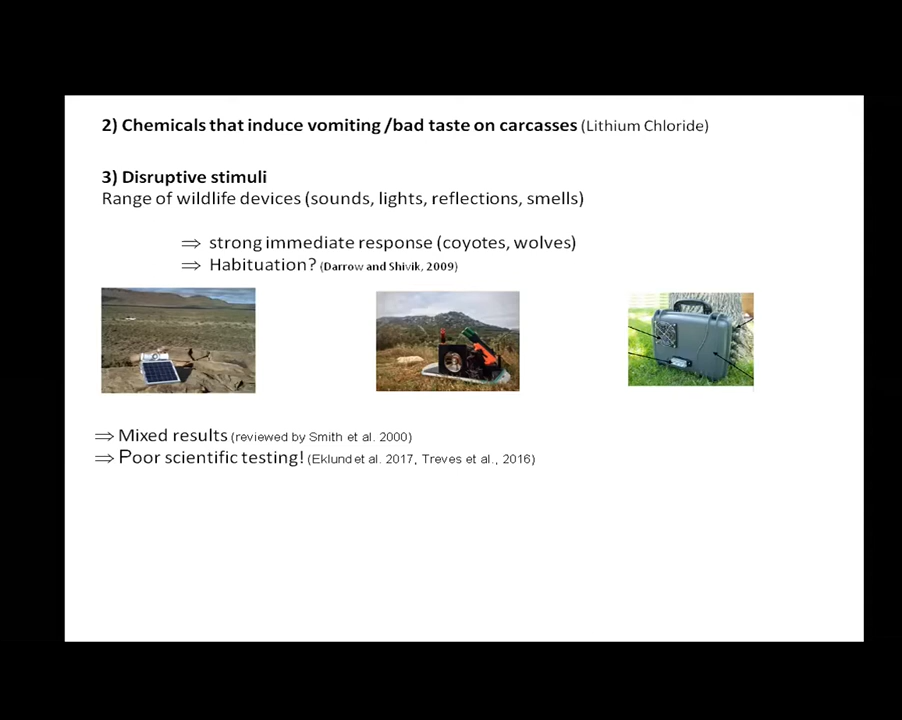 2) Chemicals that induce vomiting /bad taste on carcasses (Lithium Chloride)
3) Disruptive stimuli
Range of wildlife devices (sounds, lights, reflections, smells)
⇒ strong immediate response (coyotes, wolves)
⇒ Habituation? (Darrow and Shivik, 2009)
⇒ Mixed results (reviewed by Smith et al. 2000)
⇒ Poor scientific testing! (Eklund et al. 2017, Treves et al., 2016)